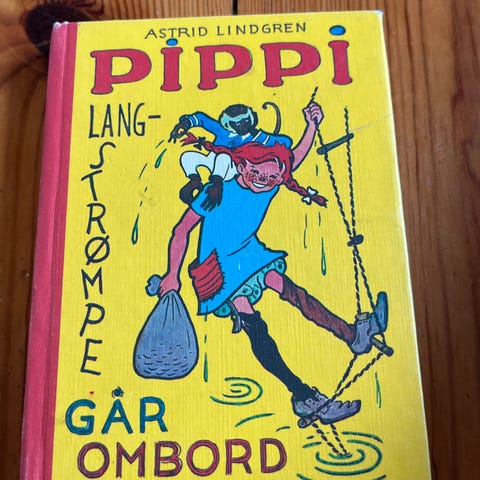 ASTRID LINDGREN
PIPPI
LANG-
STRØMPE
GÅR
OMBORD